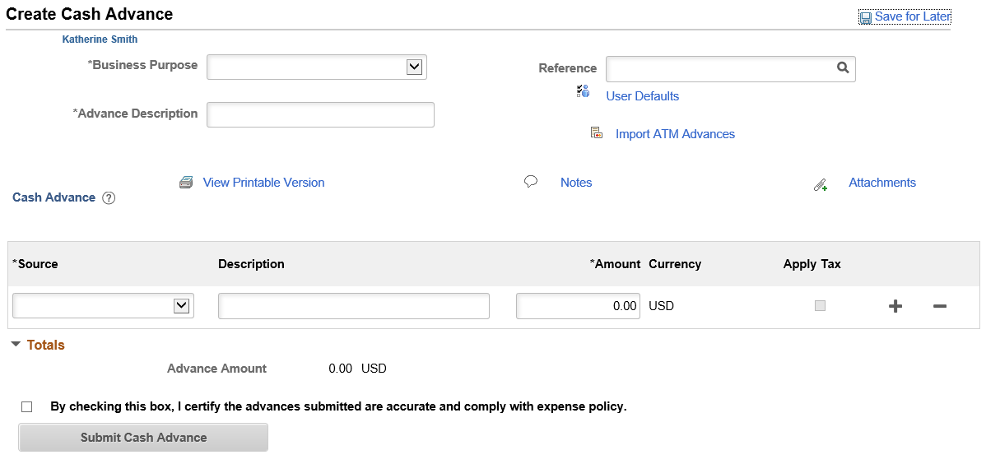 Create Cash Advance
Save for Later
Katherine Smith
*Business Purpose
Reference
User Defaults
*Advance Description
Import ATM Advances
View Printable Version
Notes
Attachments
Cash Advance ?
*Source Description *Amount Currency Apply Tax
0.00 USD
Totals
Advance Amount 0.00 USD
By checking this box, I certify the advances submitted are accurate and comply with expense policy.
Submit Cash Advance